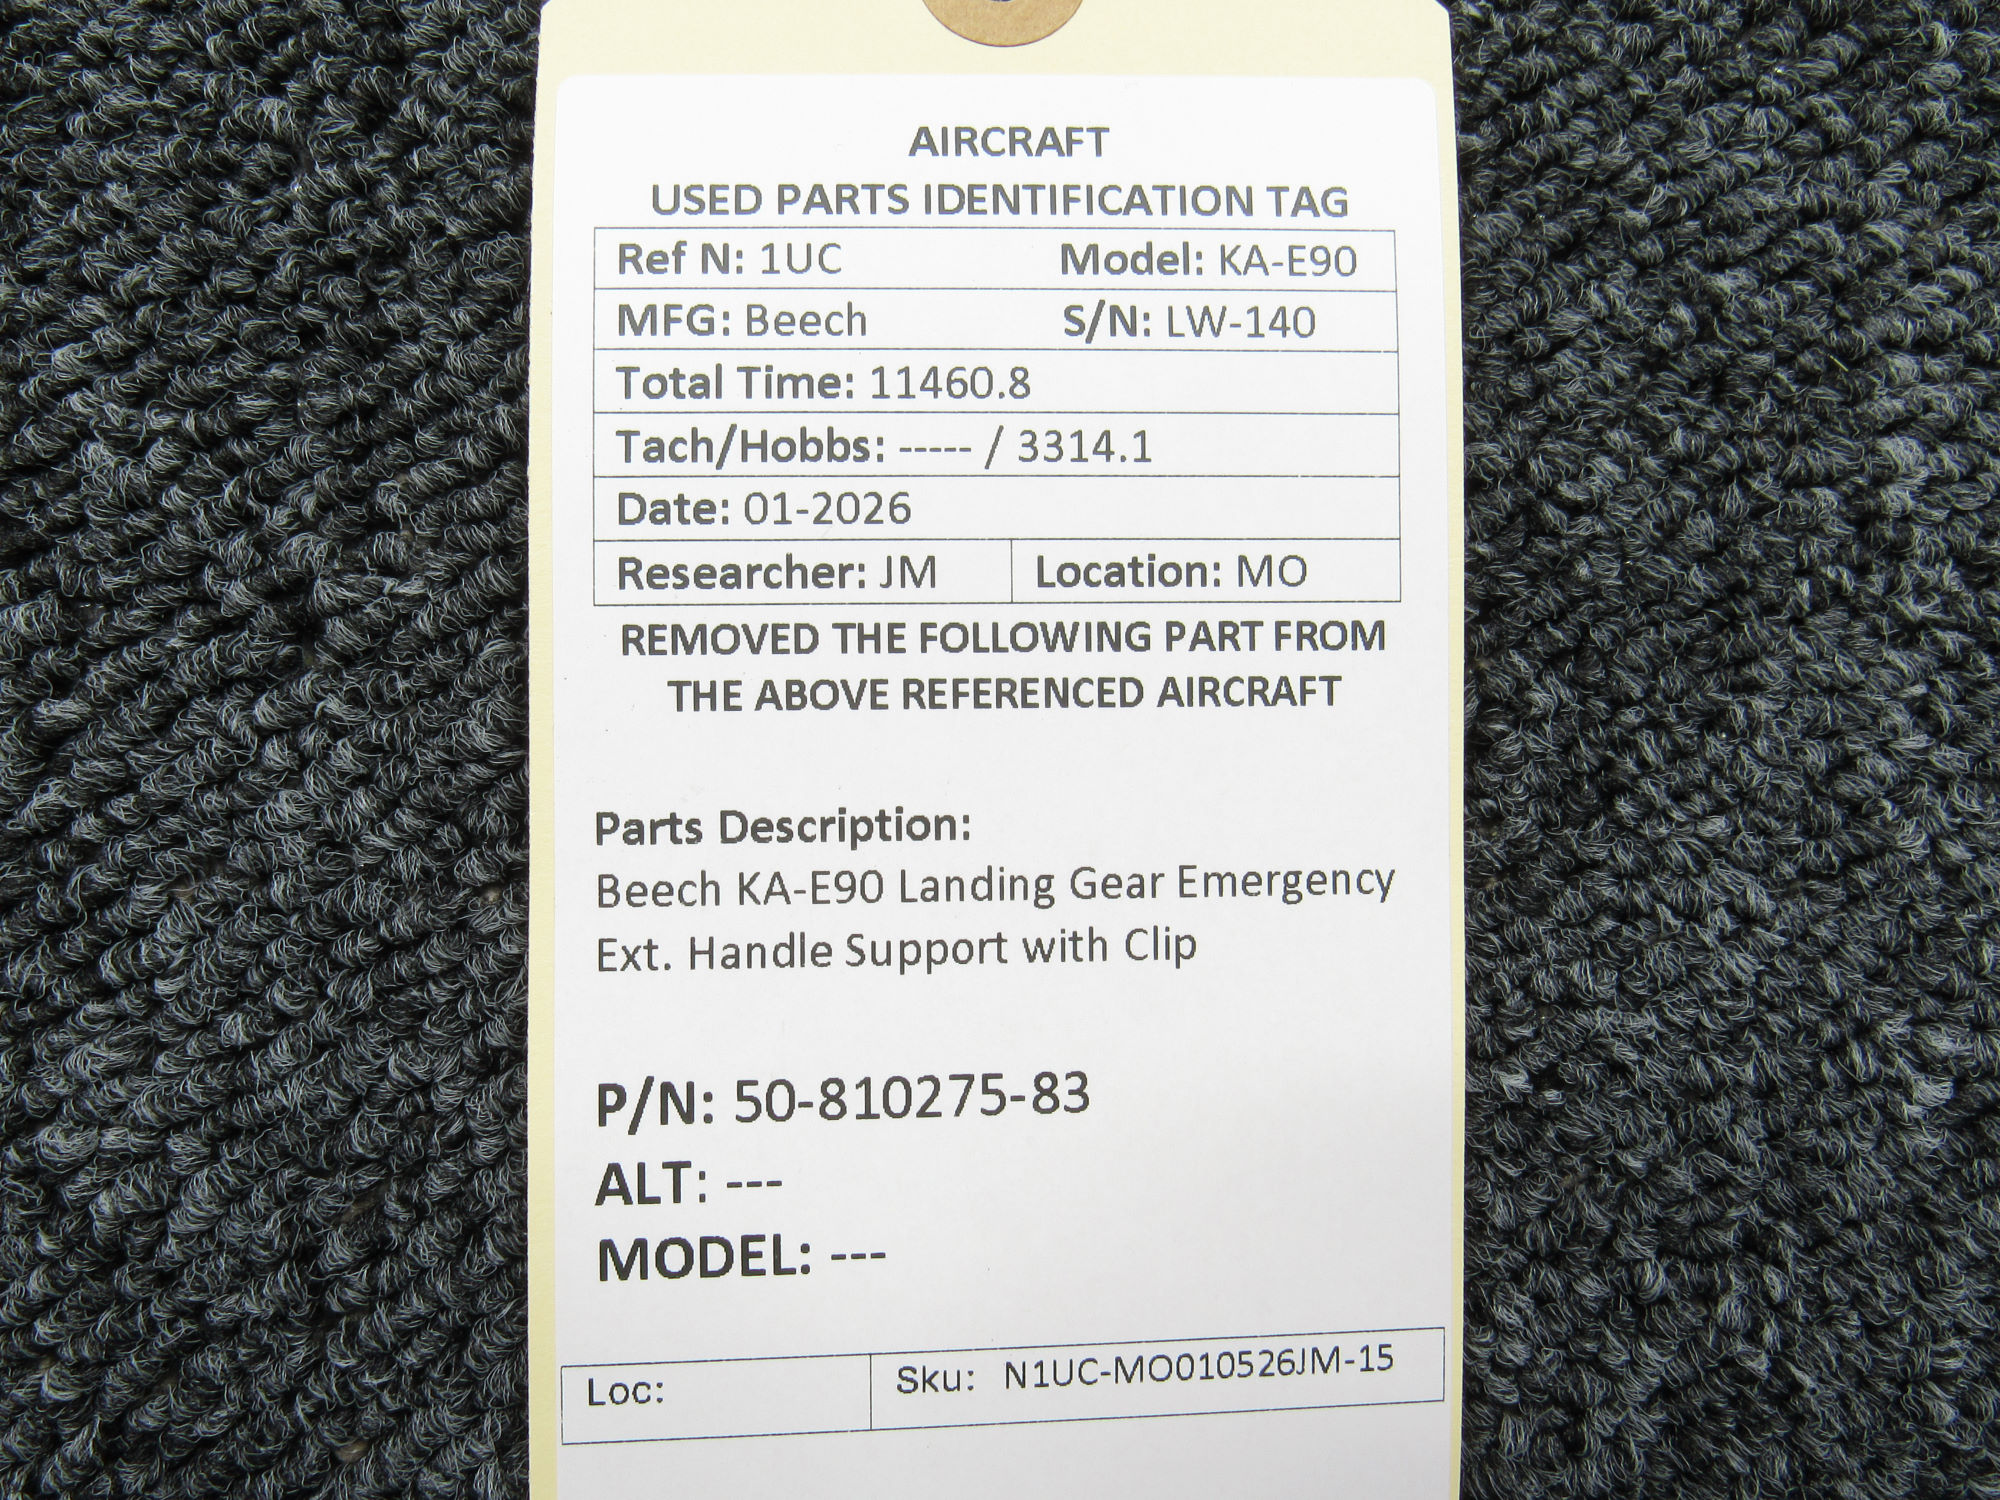 AIRCRAFT
USED PARTS IDENTIFICATION TAG
Ref N: 1UC Model: KA-E90
MFG: Beech S/N: LW-140
Total Time: 11460.8
Tach/Hobbs: ----- / 3314.1
Date: 01-2026
Researcher: JM Location: MO
REMOVED THE FOLLOWING PART FROM
THE ABOVE REFERENCED AIRCRAFT
Parts Description:
Beech KA-E90 Landing Gear Emergency
Ext. Handle Support with Clip
P/N: 50-810275-83
ALT: ---
MODEL: ---
Loc: Sku: N1UC-MO010526JM-15